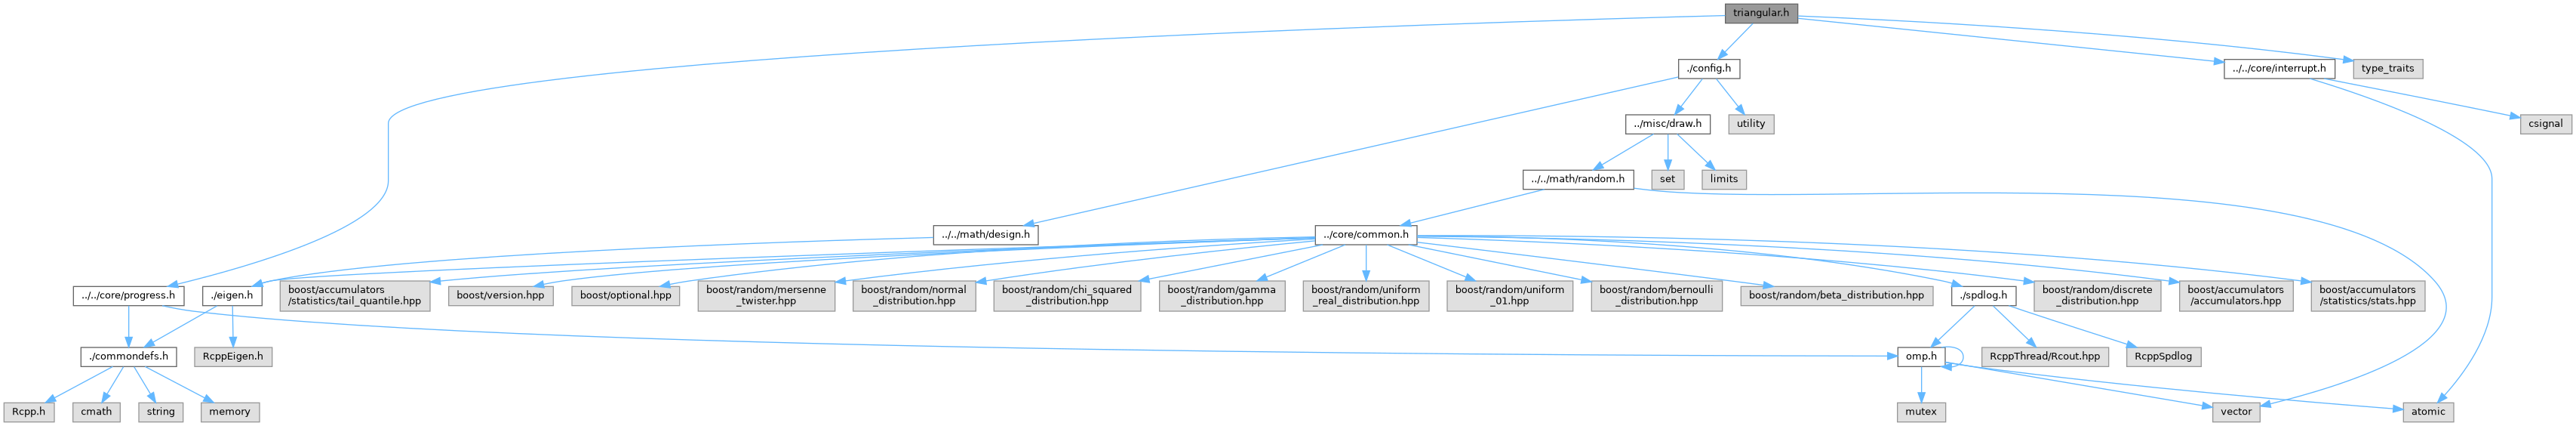 triangular.h
./config.h
../../core/interrupt.h
type_traits
../misc/draw.h
utility
csignal
../../math/random.h
set
limits
../../math/design.h
../core/common.h
../../core/progress.h
./eigen.h
boost/accumulators
/statistics/tail_quantile.hpp
boost/version.hpp
boost/optional.hpp
boost/random/mersenne
_twister.hpp
boost/random/normal
_distribution.hpp
boost/random/chi_squared
_distribution.hpp
boost/random/gamma
_distribution.hpp
boost/random/uniform
_real_distribution.hpp
boost/random/uniform
_01.hpp
boost/random/bernoulli
_distribution.hpp
boost/random/beta_distribution.hpp
./spdlog.h
boost/random/discrete
_distribution.hpp
boost/accumulators
/accumulators.hpp
boost/accumulators
/statistics/stats.hpp
./commondefs.h
RcppEigen.h
omp.h
RcppThread/Rcout.hpp
RcppSpdlog
Rcpp.h
cmath
string
memory
mutex
vector
atomic